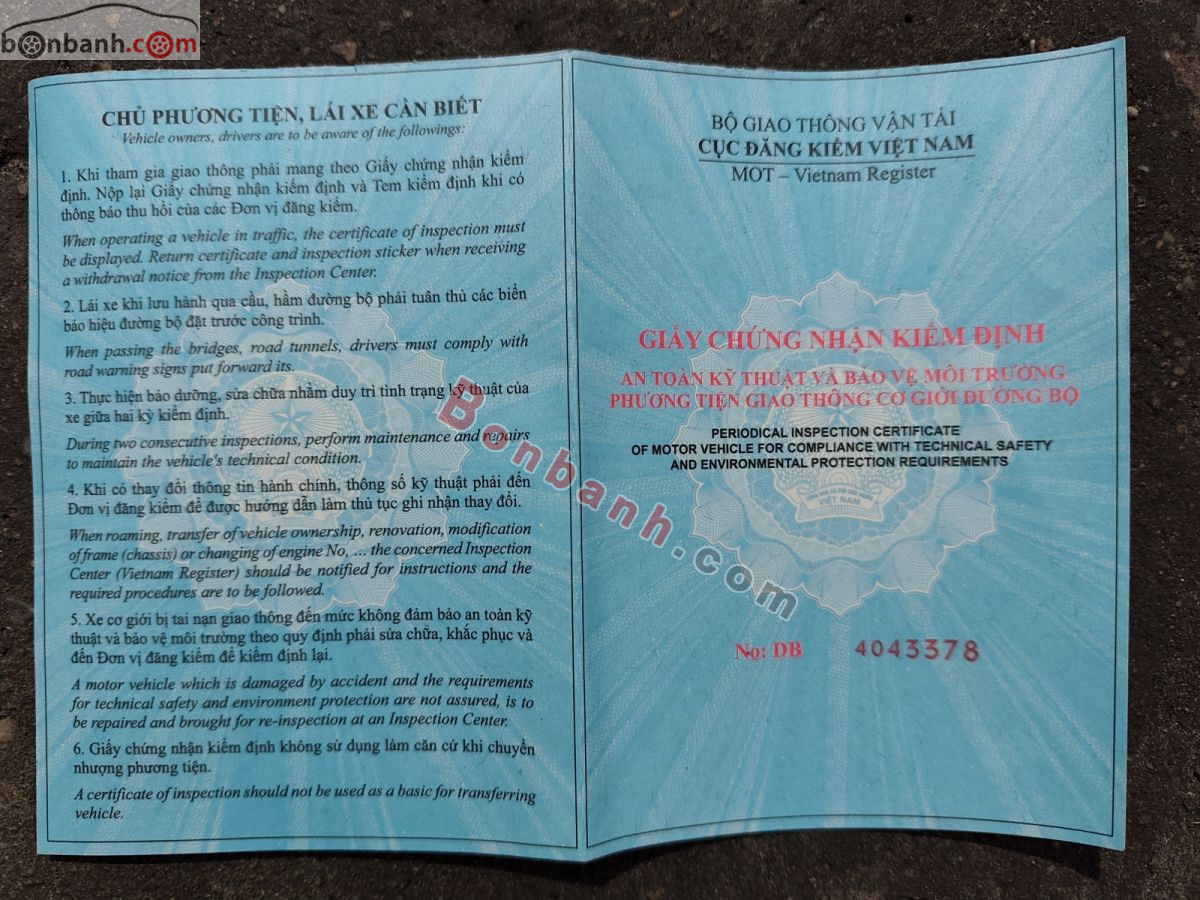 bonbanh.com
CHỦ PHƯƠNG TIỆN, LÁI XE CẦN BIẾT
Vehicle owners, drivers are to be aware of the followings:
1. Khi tham gia giao thông phải mang theo Giấy chứng nhận kiểm
định. Nộp lại Giấy chứng nhận kiểm định và Tem kiểm định khi có
thông báo thu hồi của các Đơn vị đăng kiểm.
When operating a vehicle in traffic, the certificate of inspection must
be displayed. Return certificate and inspection sticker when receiving
a withdrawal notice from the Inspection Center.
2. Lái xe khi lưu hành qua cầu, hầm đường bộ phải tuân thủ các biển
báo hiệu đường bộ đặt trước công trình.
When passing the bridges, road tunnels, drivers must comply with
road warning signs put forward its.
3. Thực hiện bảo dưỡng, sửa chữa nhằm duy trì tình trạng kỹ thuật của
xe giữa hai kỳ kiểm định.
During two consecutive inspections, perform maintenance and repairs
to maintain the vehicle's technical condition.
4. Khi có thay đổi thông tin hành chính, thông số kỹ thuật phải đến
Đơn vị đăng kiểm để được hướng dẫn làm thủ tục ghi nhận thay đổi.
When roaming, transfer of vehicle ownership, renovation, modification
of frame (chassis) or changing of engine No, ... the concerned Inspection
Center (Vietnam Register) should be notified for instructions and the
required procedures are to be followed.
5. Xe cơ giới bị tai nạn giao thông đến mức không đảm bảo an toàn kỹ
thuật và bảo vệ môi trường theo quy định phải sửa chữa, khắc phục và
đến Đơn vị đăng kiểm để kiểm định lại.
A motor vehicle which is damaged by accident and the requirements
for technical safety and environment protection are not assured, is to
be repaired and brought for re-inspection at an Inspection Center.
6. Giấy chứng nhận kiểm định không sử dụng làm căn cứ khi chuyển
nhượng phương tiện.
A certificate of inspection should not be used as a basic for transferring
vehicle.
BỘ GIAO THÔNG VẬN TẢI
CỤC ĐĂNG KIỂM VIỆT NAM
MOT – Vietnam Register
GIẤY CHỨNG NHẬN KIỂM ĐỊNH
AN TOÀN KỸ THUẬT VÀ BẢO VỆ MÔI TRƯỜNG
PHƯƠNG TIỆN GIAO THÔNG CƠ GIỚI ĐƯỜNG BỘ
PERIODICAL INSPECTION CERTIFICATE
OF MOTOR VEHICLE FOR COMPLIANCE WITH TECHNICAL SAFETY
AND ENVIRONMENTAL PROTECTION REQUIREMENTS
VIỆT NAM
No: DB 4043378
Bonbanh.com